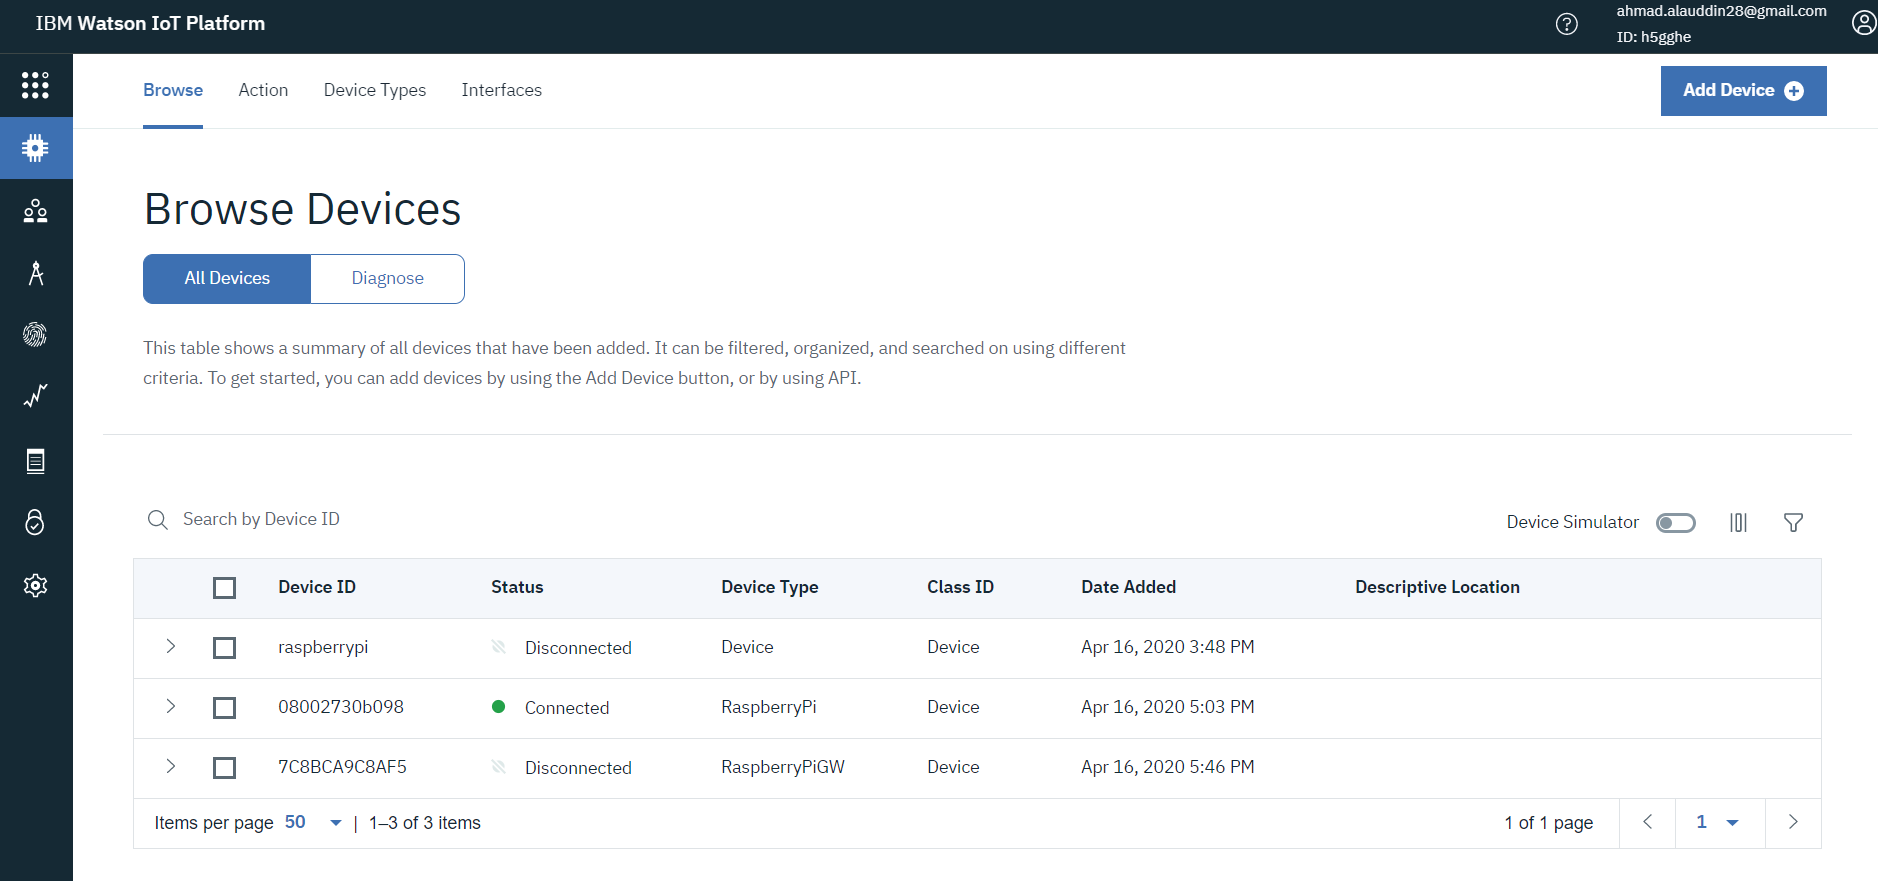 IBM Watson IoT Platform
ahmad.alauddin28@gmail.com
ID: h5gghe
Browse Action Device Types Interfaces
Add Device
Browse Devices
All Devices Diagnose
This table shows a summary of all devices that have been added. It can be filtered, organized, and searched on using different
criteria. To get started, you can add devices by using the Add Device button, or by using API.
Search by Device ID
Device Simulator
Device ID Status Device Type Class ID Date Added Descriptive Location
raspberrypi Disconnected Device Device Apr 16, 2020 3:48 PM
08002730b098 Connected RaspberryPi Device Apr 16, 2020 5:03 PM
7C8BCA9C8AF5 Disconnected RaspberryPiGW Device Apr 16, 2020 5:46 PM
Items per page 50 | 1–3 of 3 items
1 of 1 page 1